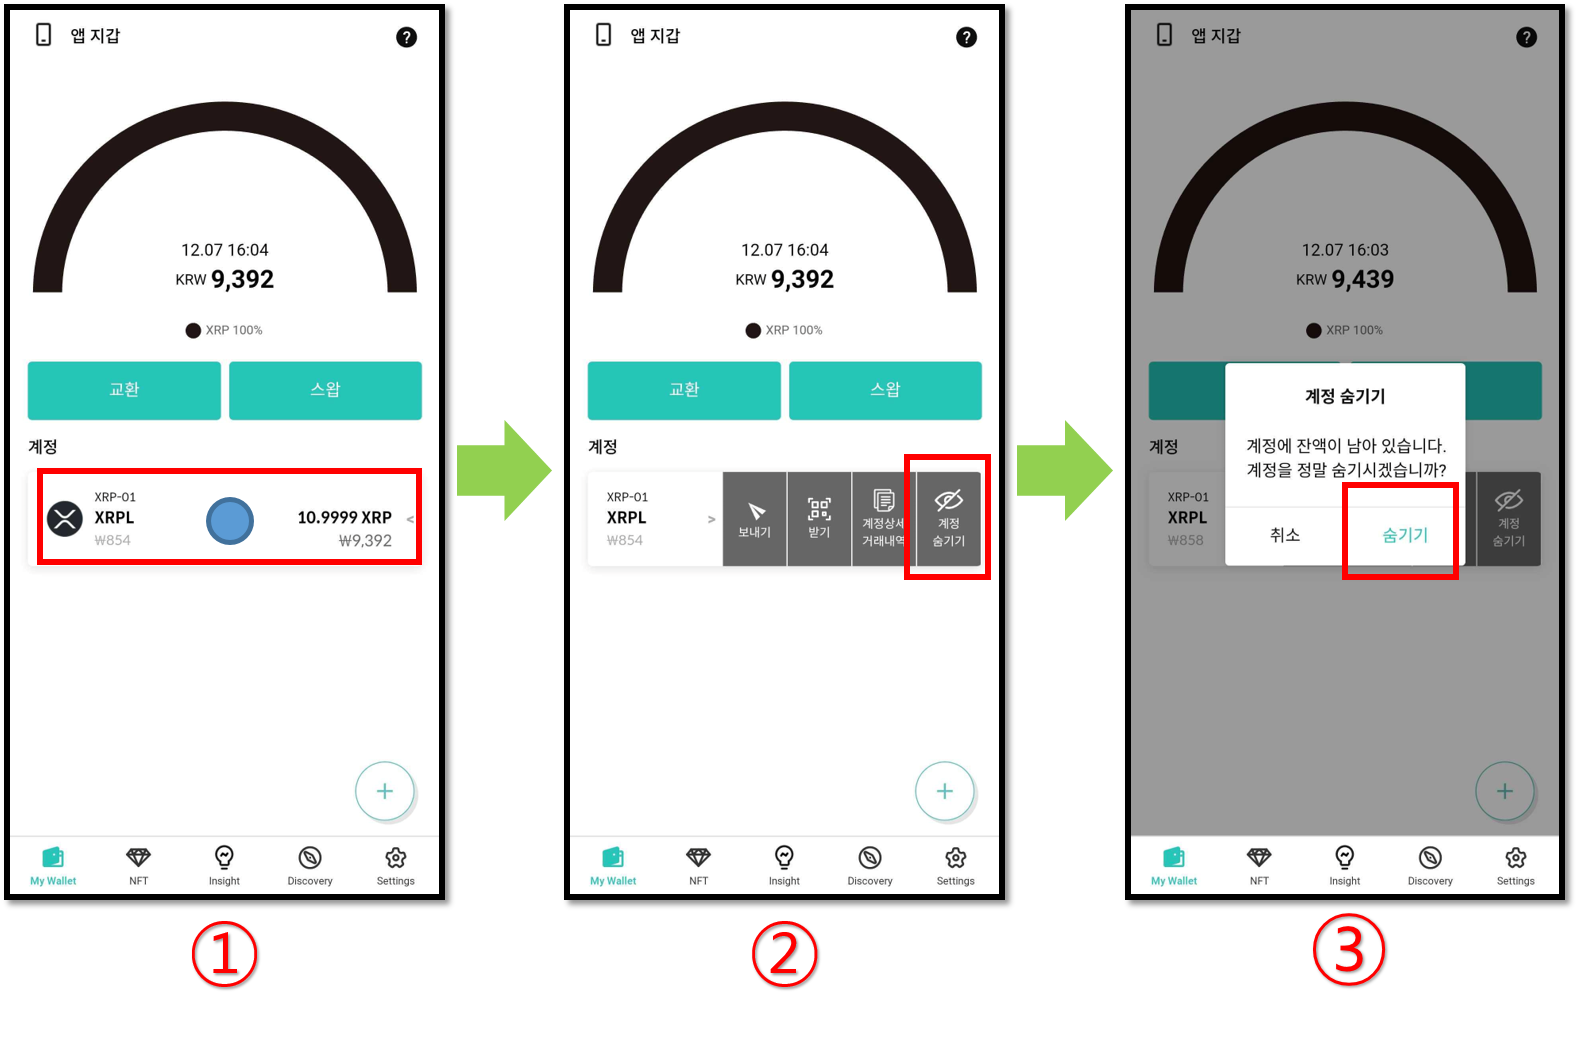 앱 지갑
?
12.07 16:04
KRW 9,392
XRP 100%
교환
스왑
계정
XRP-01
XRPL
₩854
10.9999 XRP
₩9,392
<
+
My Wallet
NFT
Insight
Discovery
Settings
①
앱 지갑
?
12.07 16:04
KRW 9,392
XRP 100%
교환
스왑
계정
XRP-01
XRPL
₩854
>
보내기
받기
계정상세
거래내역
계정
숨기기
+
My Wallet
NFT
Insight
Discovery
Settings
②
앱 지갑
?
12.07 16:03
KRW 9,439
XRP 100%
계정
XRP-01
XRPL
₩858
계정 숨기기
계정에 잔액이 남아 있습니다.
계정을 정말 숨기시겠습니까?
취소
숨기기
계정
숨기기
+
My Wallet
NFT
Insight
Discovery
Settings
③